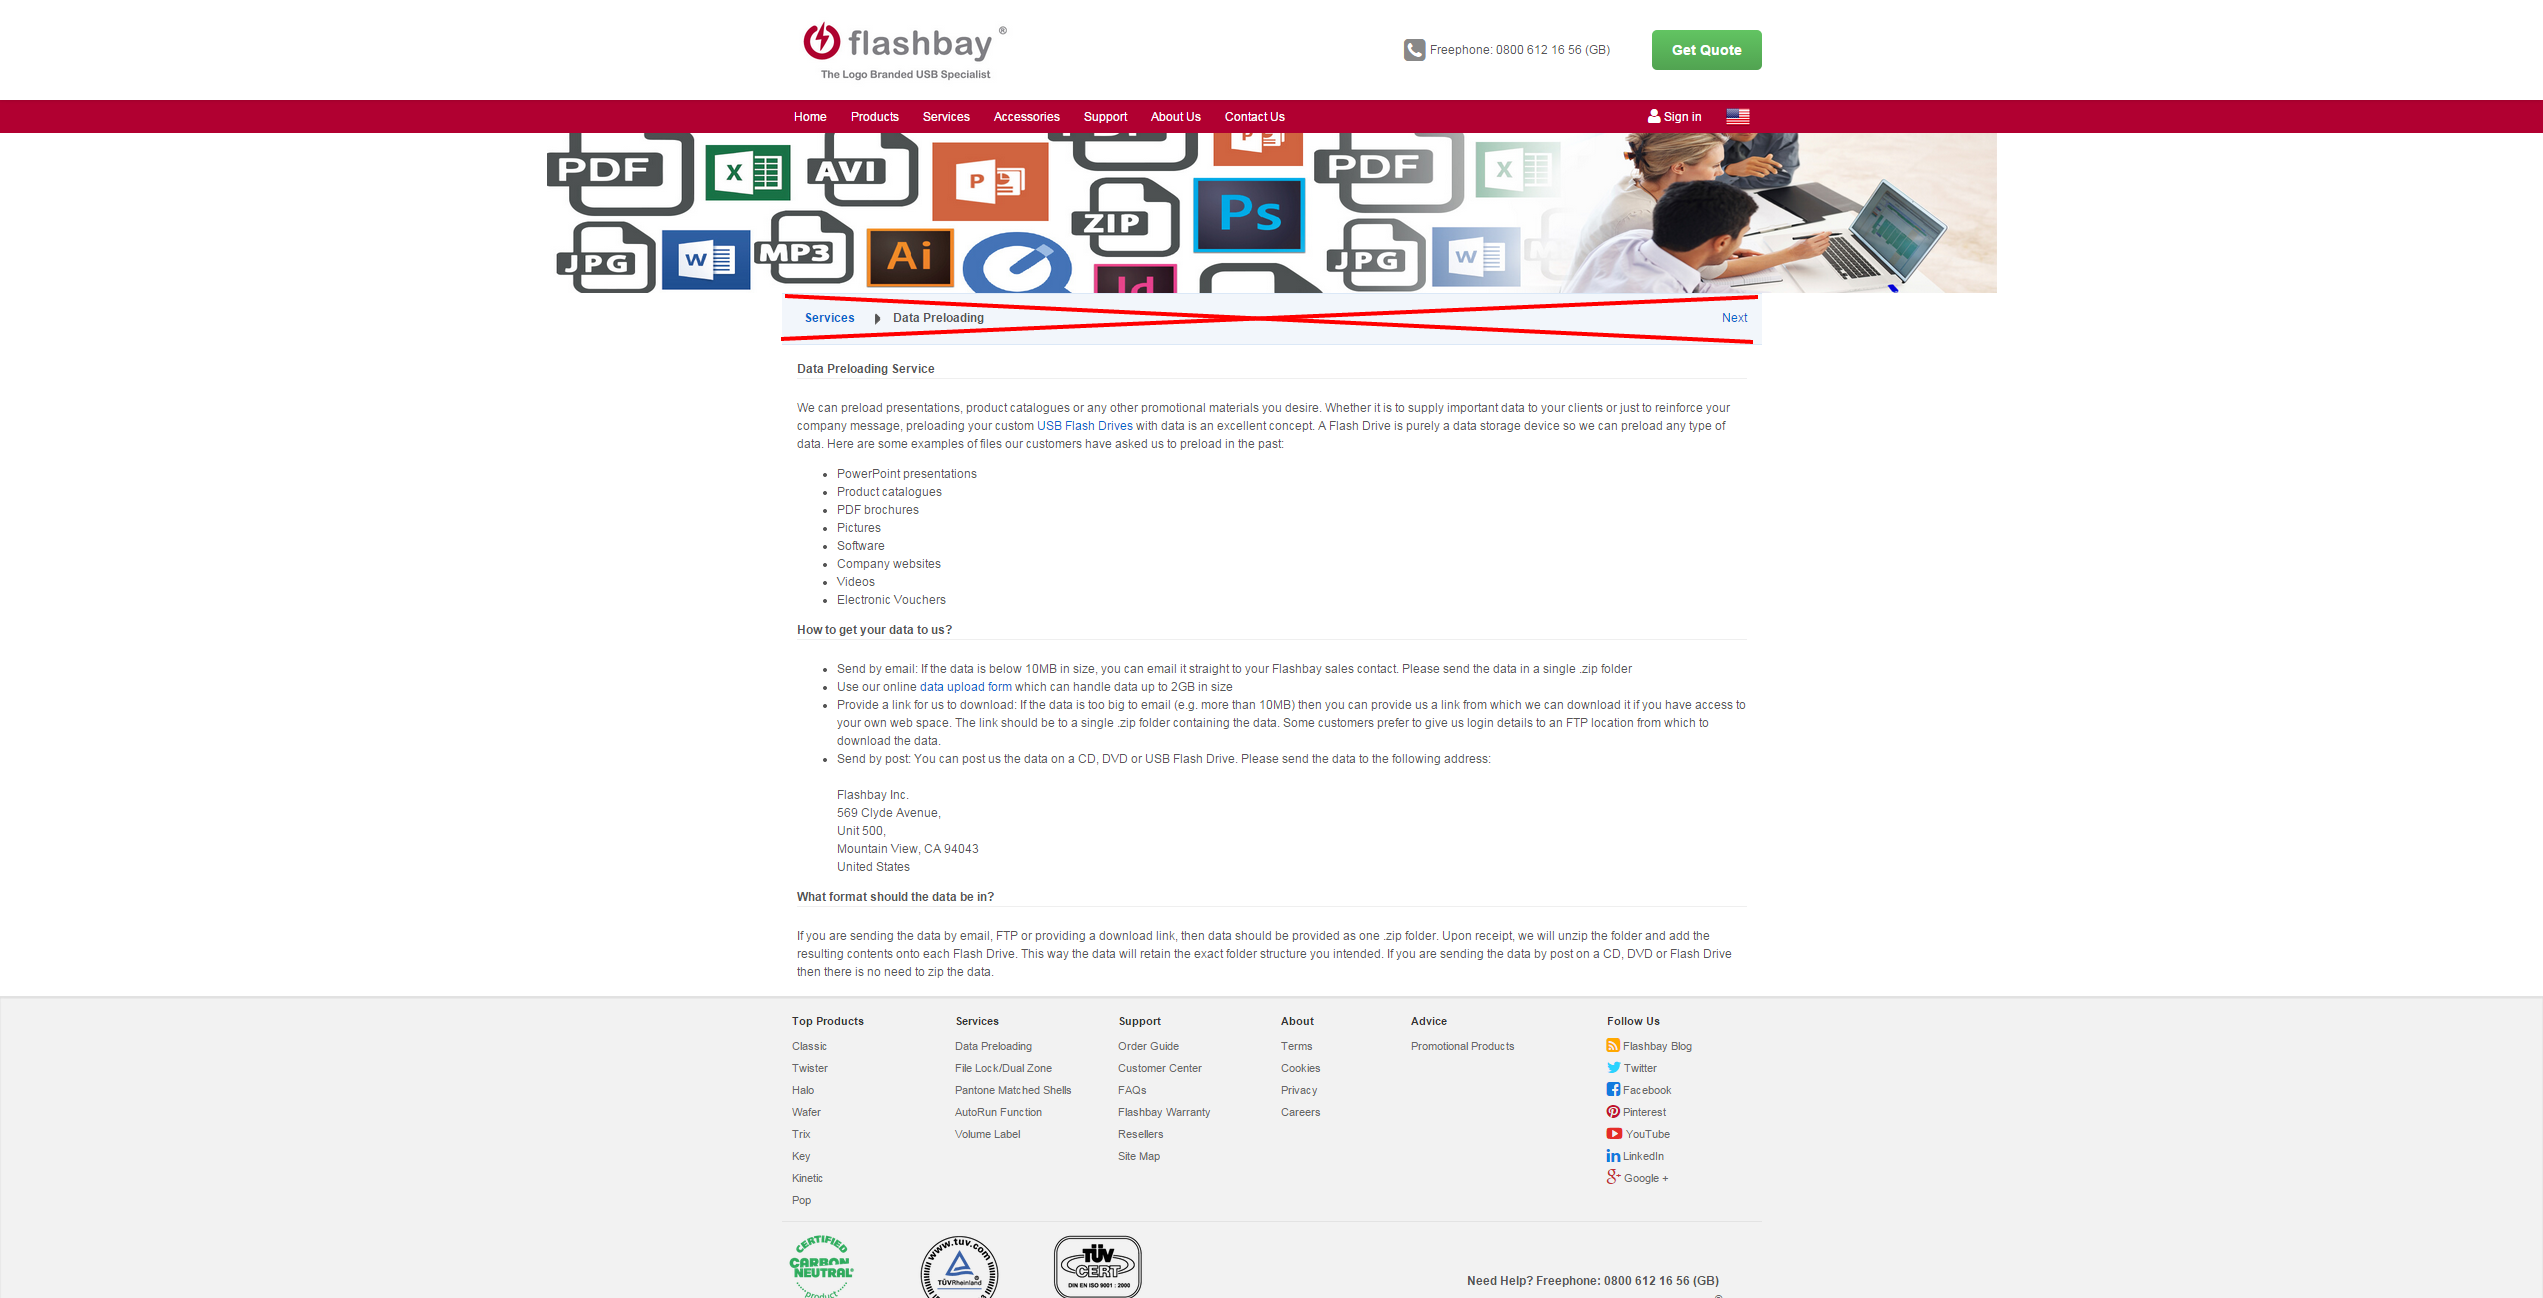 flashbay ®
The Logo Branded USB Specialist
Freephone: 0800 612 16 56 (GB)
Get Quote
Home Products Services Accessories Support About Us Contact Us Sign in
PDF X AVI P PDF P PDF X
JPG W MP3 Ai ZIP Id Ps JPG W
Services Data Preloading Next
Data Preloading Service
We can preload presentations, product catalogues or any other promotional materials you desire. Whether it is to supply important data to your clients or just to reinforce your
company message, preloading your custom USB Flash Drives with data is an excellent concept. A Flash Drive is purely a data storage device so we can preload any type of
data. Here are some examples of files our customers have asked us to preload in the past:
• PowerPoint presentations
• Product catalogues
• PDF brochures
• Pictures
• Software
• Company websites
• Videos
• Electronic Vouchers
How to get your data to us?
• Send by email: If the data is below 10MB in size, you can email it straight to your Flashbay sales contact. Please send the data in a single .zip folder
• Use our online data upload form which can handle data up to 2GB in size
• Provide a link for us to download: If the data is too big to email (e.g. more than 10MB) then you can provide us a link from which we can download it if you have access to
your own web space. The link should be to a single .zip folder containing the data. Some customers prefer to give us login details to an FTP location from which to
download the data.
• Send by post: You can post us the data on a CD, DVD or USB Flash Drive. Please send the data to the following address:
Flashbay Inc.
569 Clyde Avenue,
Unit 500,
Mountain View, CA 94043
United States
What format should the data be in?
If you are sending the data by email, FTP or providing a download link, then data should be provided as one .zip folder. Upon receipt, we will unzip the folder and add the
resulting contents onto each Flash Drive. This way the data will retain the exact folder structure you intended. If you are sending the data by post on a CD, DVD or Flash Drive
then there is no need to zip the data.
Top Products Services Support About Advice Follow Us
Classic Data Preloading Order Guide Terms Promotional Products Flashbay Blog
Twister File Lock/Dual Zone Customer Center Cookies Twitter
Halo Pantone Matched Shells FAQs Privacy Facebook
Wafer AutoRun Function Flashbay Warranty Careers Pinterest
Trix Volume Label Resellers YouTube
Key Site Map LinkedIn
Kinetic Google +
Pop
CERTIFIED
CARBON
NEUTRAL
product
www.tuv.com
TÜVRheinland
TÜV
CERT
DIN EN ISO 9001 : 2000
Need Help? Freephone: 0800 612 16 56 (GB)